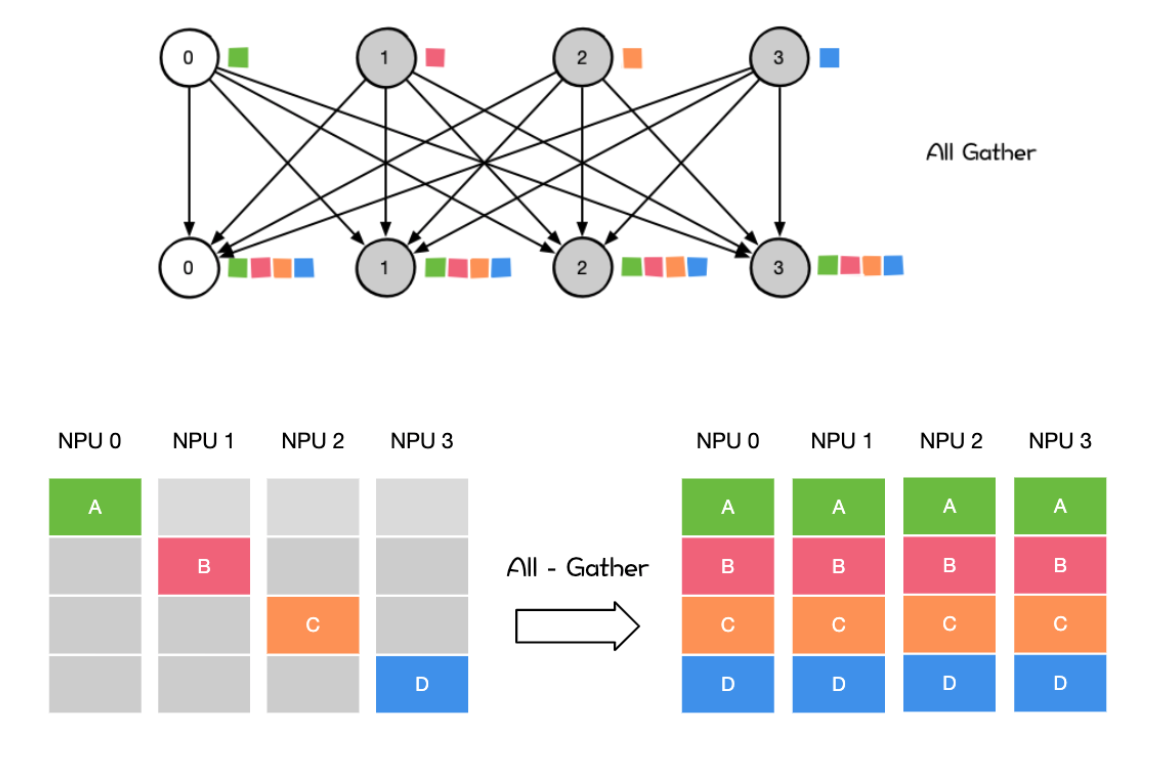 0 1 2 3
All Gather
0 1 2 3
NPU 0 NPU 1 NPU 2 NPU 3
A
B
C
D
All - Gather
NPU 0 NPU 1 NPU 2 NPU 3
A A A A
B B B B
C C C C
D D D D